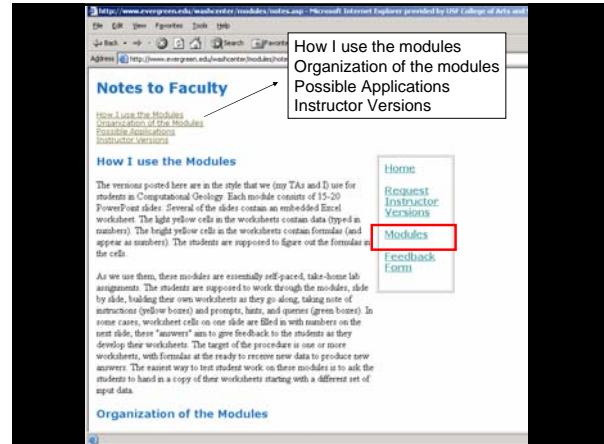 http://www.evergreen.edu/washcenter/modules/notes.asp - Microsoft Internet Explorer provided by USF College of Arts and
File Edit View Favorites Tools Help
Back Search Favorite
Address http://www.evergreen.edu/washcenter/modules/note
How I use the modules
Organization of the modules
Possible Applications
Instructor Versions
Notes to Faculty
How I use the Modules
Organization of the Modules
Possible Applications
Instructor Versions
How I use the Modules
The versions posted here are in the style that we (my TAs and I) use for
students in Computational Geology. Each module consists of 15-20
PowerPoint slides. Several of the slides contain an embedded Excel
worksheet. The light yellow cells in the worksheets contain data (typed in
numbers). The bright yellow cells in the worksheets contain formulas (and
appear as numbers). The students are supposed to figure out the formulas in
the cells.
As we use them, these modules are essentially self-paced, take-home lab
assignments. The students are supposed to work through the modules, slide
by slide, building their own worksheets as they go along, taking note of
instructions (yellow boxes) and prompts, hints, and queries (green boxes). In
some cases, worksheet cells on one slide are filled in with numbers on the
next slide; these "answers" aim to give feedback to the students as they
develop their worksheets. The target of the procedure is one or more
worksheets, with formulas at the ready to receive new data to produce new
answers. The easiest way to test student work on these modules is to ask the
students to hand in a copy of their worksheets starting with a different set of
input data.
Organization of the Modules
Home
Request
Instructor
Versions
Modules
Feedback
Form